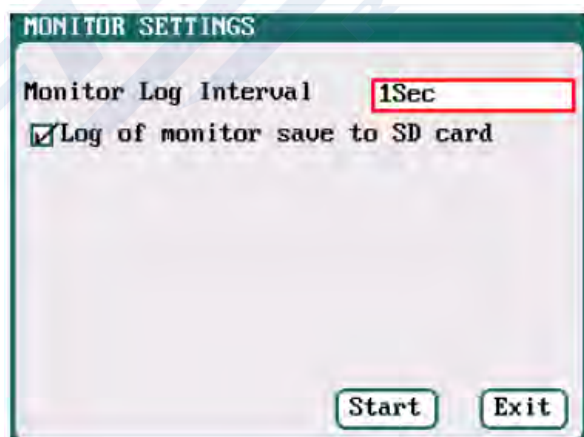 MONITOR SETTINGS
Monitor Log Interval 1Sec
Log of monitor save to SD card
Start Exit